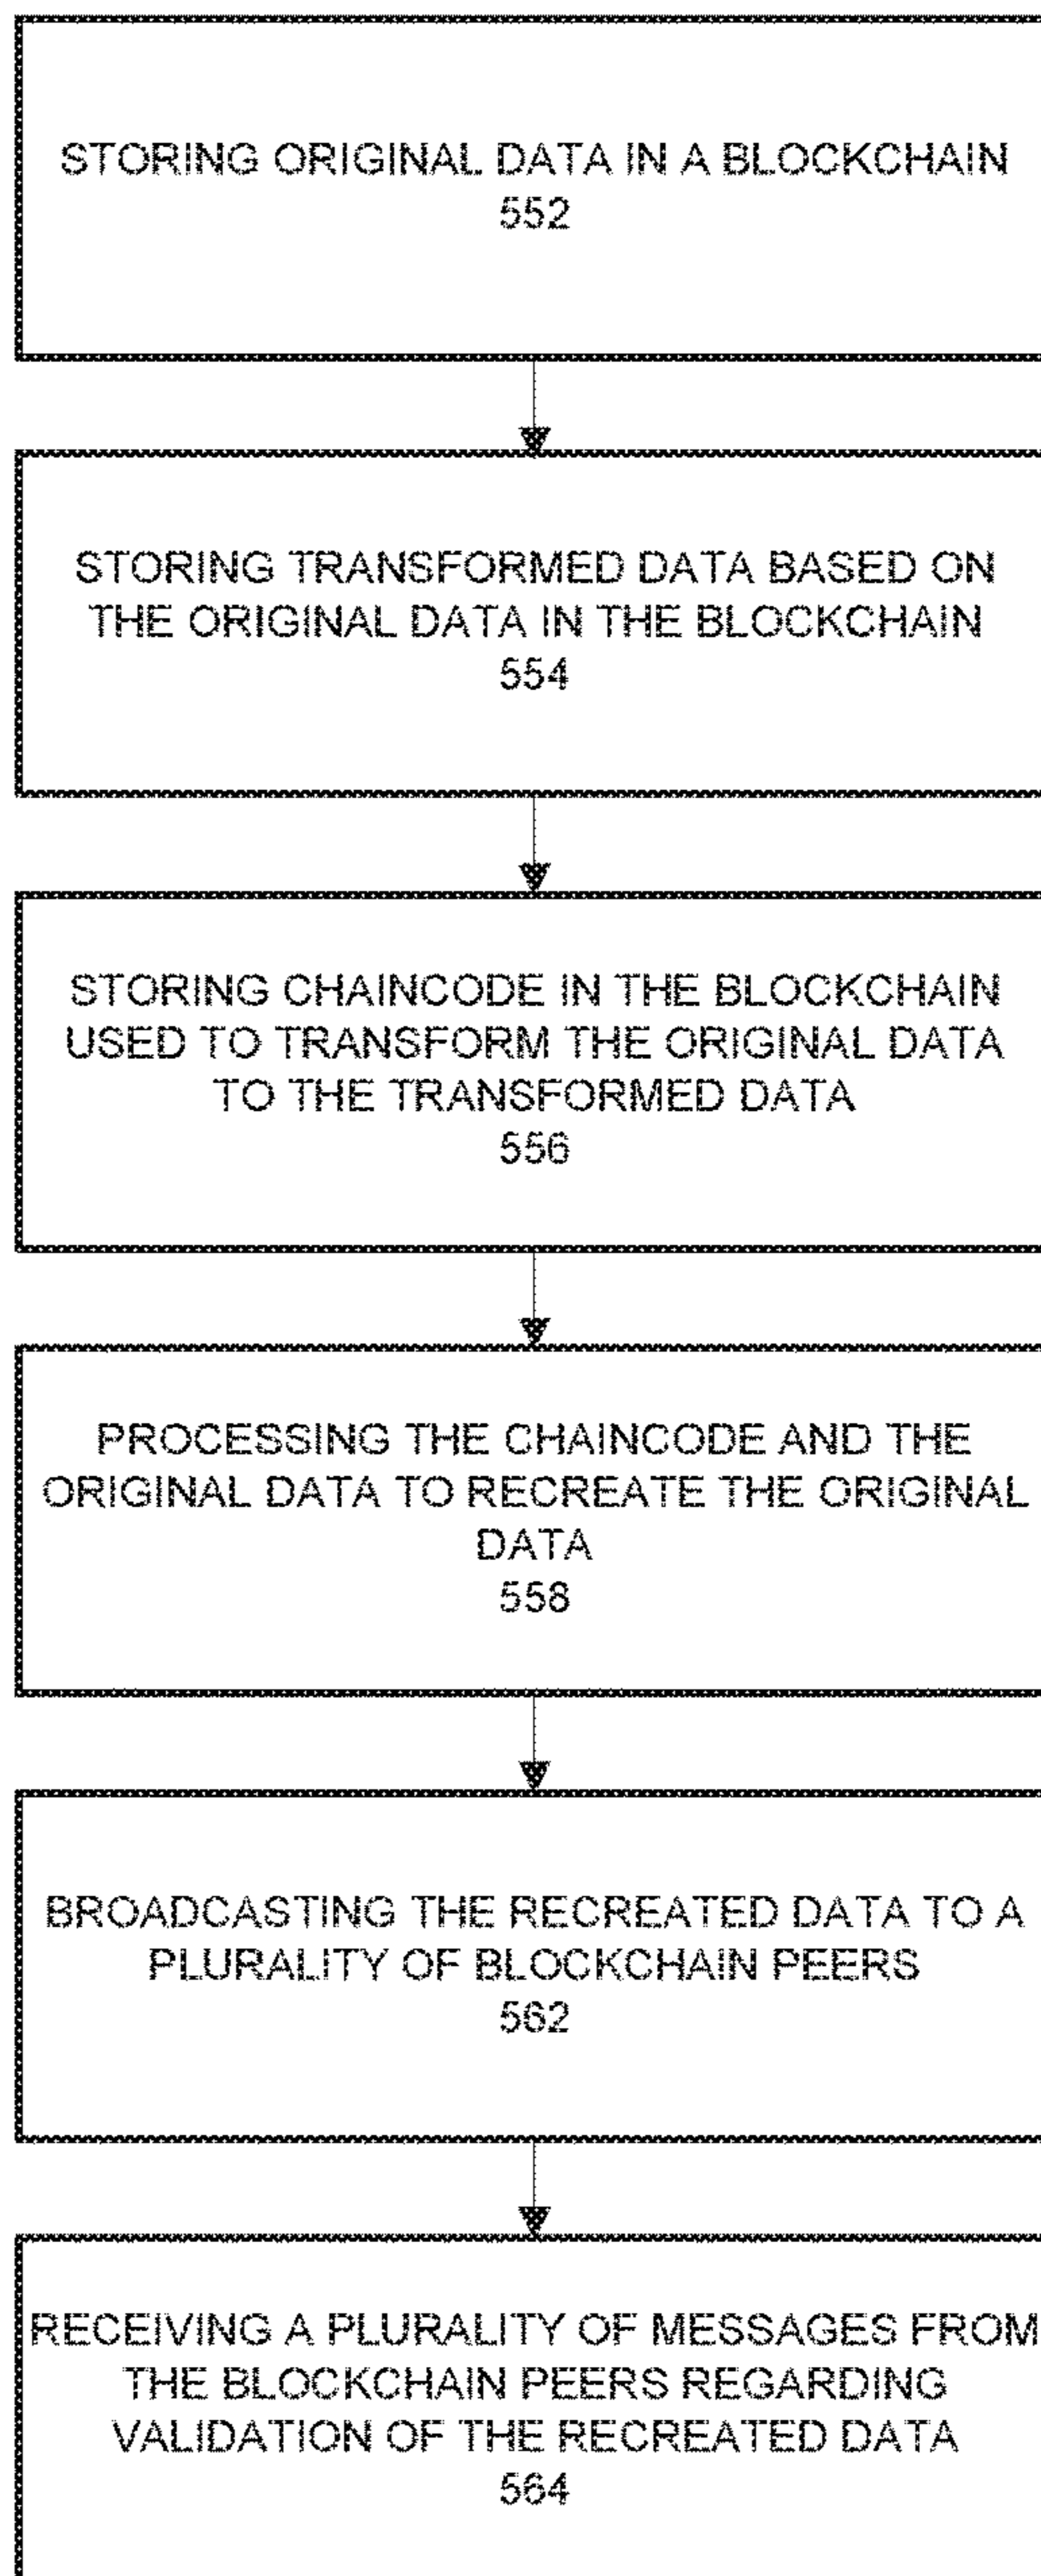 STORING ORIGINAL DATA IN A BLOCKCHAIN
552
STORING TRANSFORMED DATA BASED ON
THE ORIGINAL DATA IN THE BLOCKCHAIN
554
STORING CHAINCODE IN THE BLOCKCHAIN
USED TO TRANSFORM THE ORIGINAL DATA
TO THE TRANSFORMED DATA
556
PROCESSING THE CHAINCODE AND THE
ORIGINAL DATA TO RECREATE THE ORIGINAL
DATA
558
BROADCASTING THE RECREATED DATA TO A
PLURALITY OF BLOCKCHAIN PEERS
562
RECEIVING A PLURALITY OF MESSAGES FROM
THE BLOCKCHAIN PEERS REGARDING
VALIDATION OF THE RECREATED DATA
564